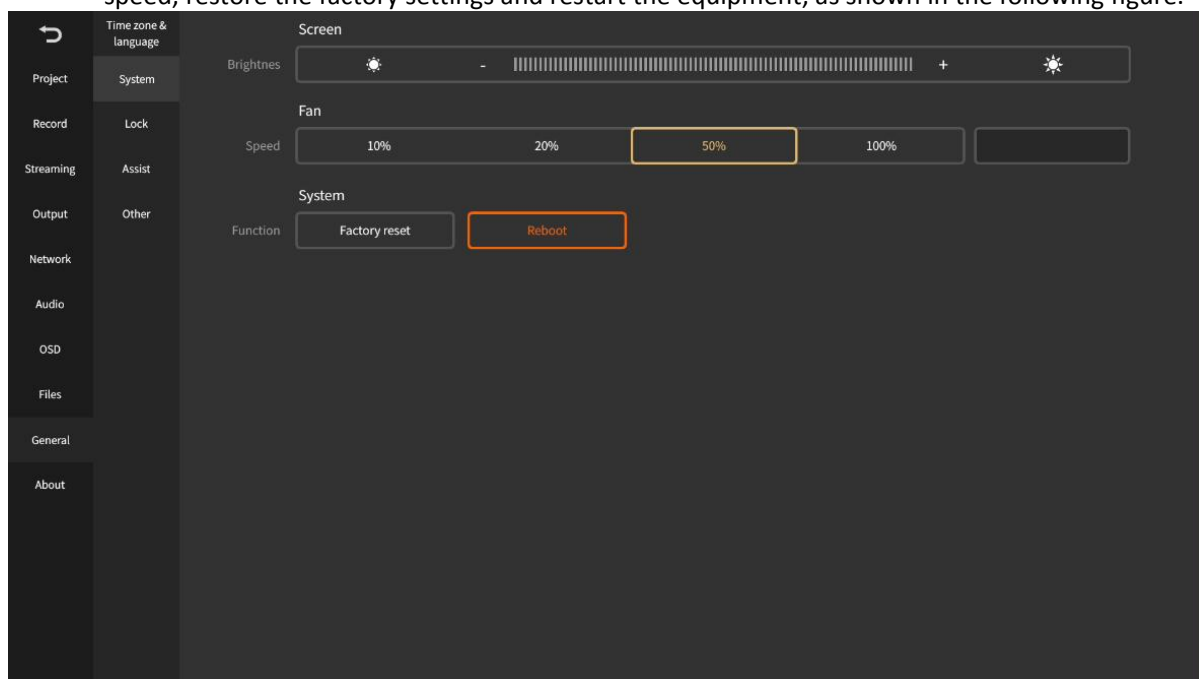 speed, restore the factory settings and restart the equipment, as shown in the following figure.
Time zone &
language
Project
Record
Streaming
Output
Network
Audio
OSD
Files
General
About
System
Lock
Assist
Other
Screen
Brightnes - +
Fan
Speed 10% 20% 50% 100%
System
Function Factory reset Reboot